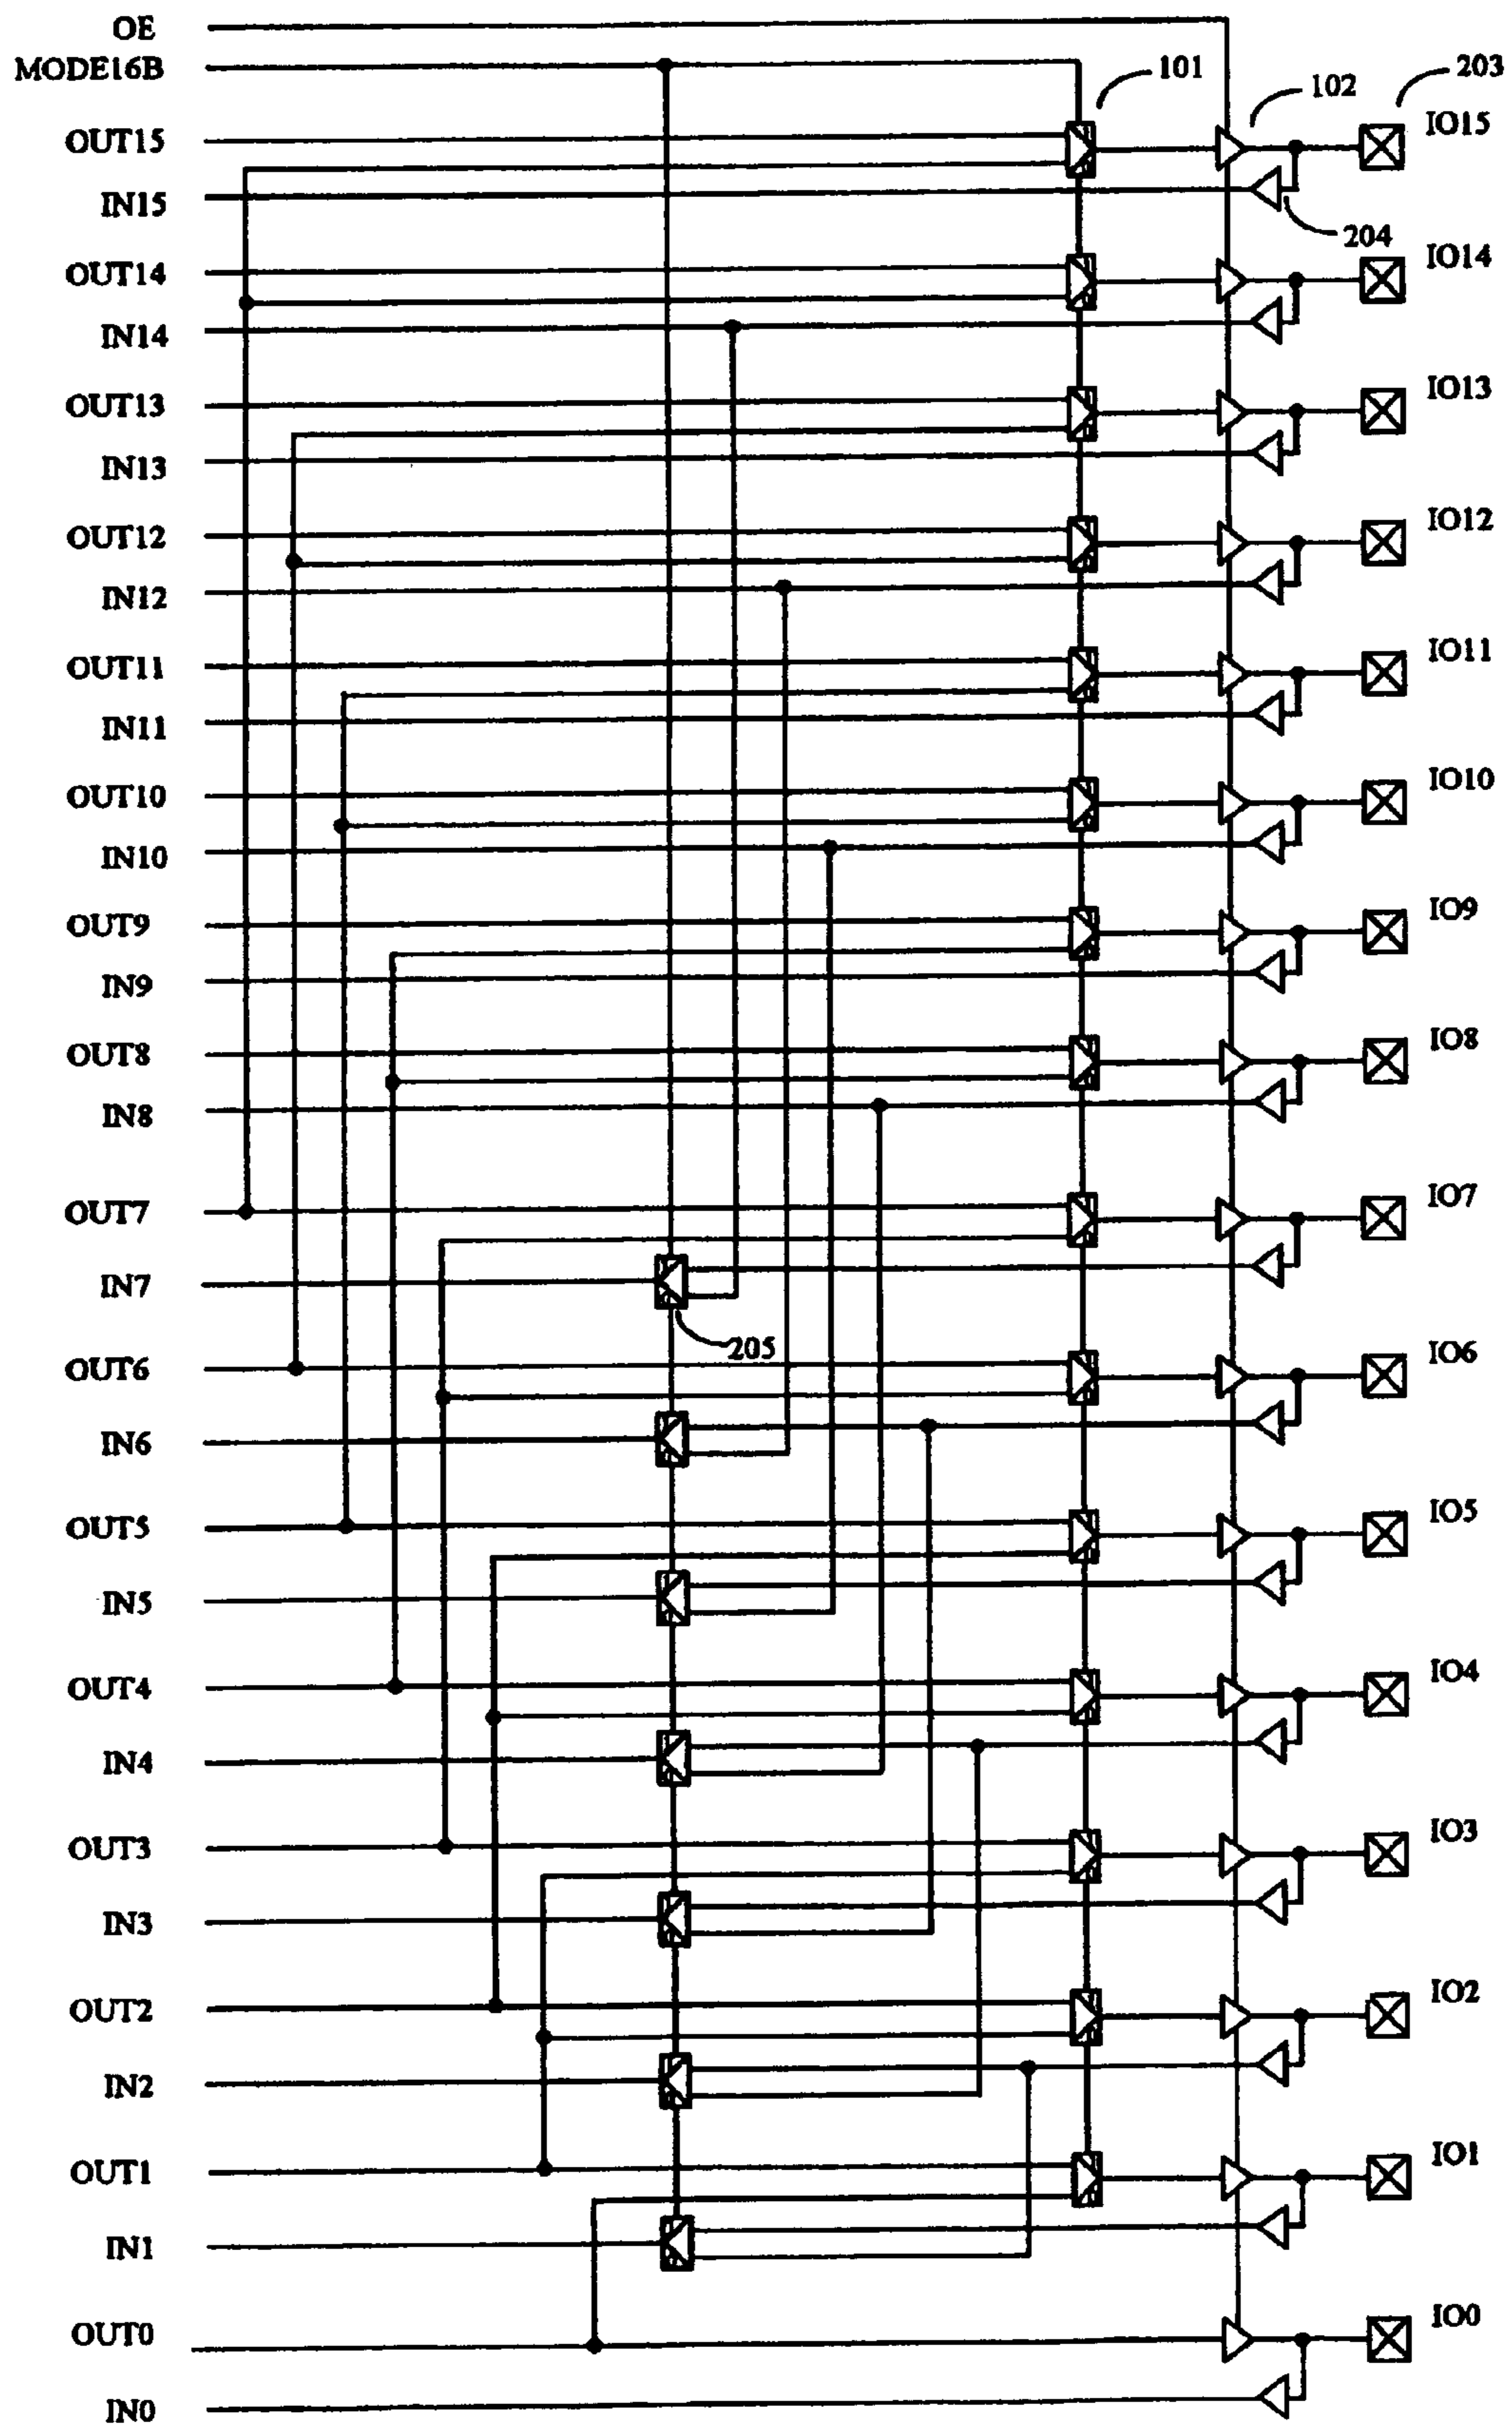 OE
MODE16B
101
102
203
OUT15
IO15
IN15
204
OUT14
IO14
IN14
OUT13
IO13
IN13
OUT12
IO12
IN12
OUT11
IO11
IN11
OUT10
IO10
IN10
OUT9
IO9
IN9
OUT8
IO8
IN8
OUT7
IO7
IN7
205
OUT6
IO6
IN6
OUT5
IO5
IN5
OUT4
IO4
IN4
OUT3
IO3
IN3
OUT2
IO2
IN2
OUT1
IO1
IN1
OUT0
IO0
IN0